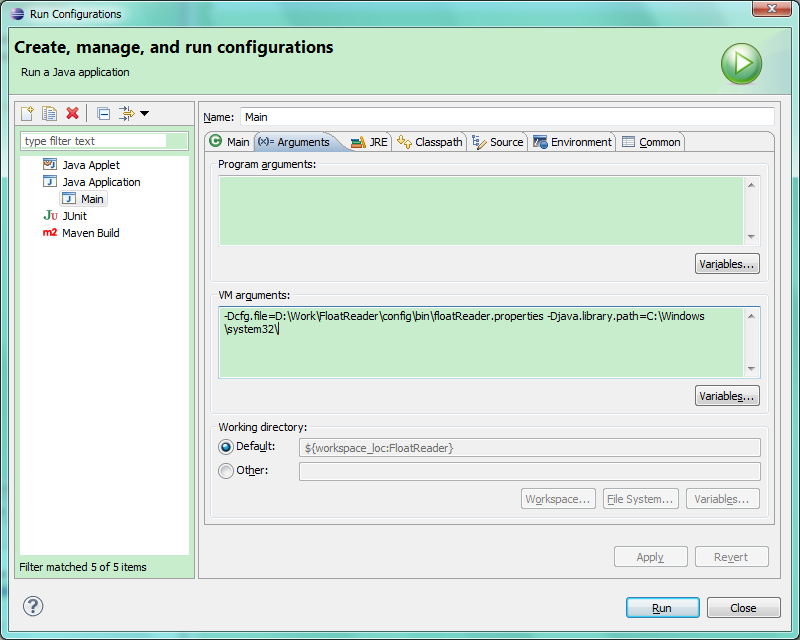 Run Configurations
Create, manage, and run configurations
Run a Java application
type filter text
Java Applet
Java Application
Main
JU JUnit
m2 Maven Build
Filter matched 5 of 5 items
Name: Main
Main (x)= Arguments JRE Classpath Source Environment Common
Program arguments:
Variables...
VM arguments:
-Dcfg.file=D:\Work\FloatReader\config\bin\floatReader.properties -Djava.library.path=C:\Windows
\system32\
Variables...
Working directory:
Default: ${workspace_loc:FloatReader}
Other:
Workspace... File System... Variables...
Apply Revert
? Run Close